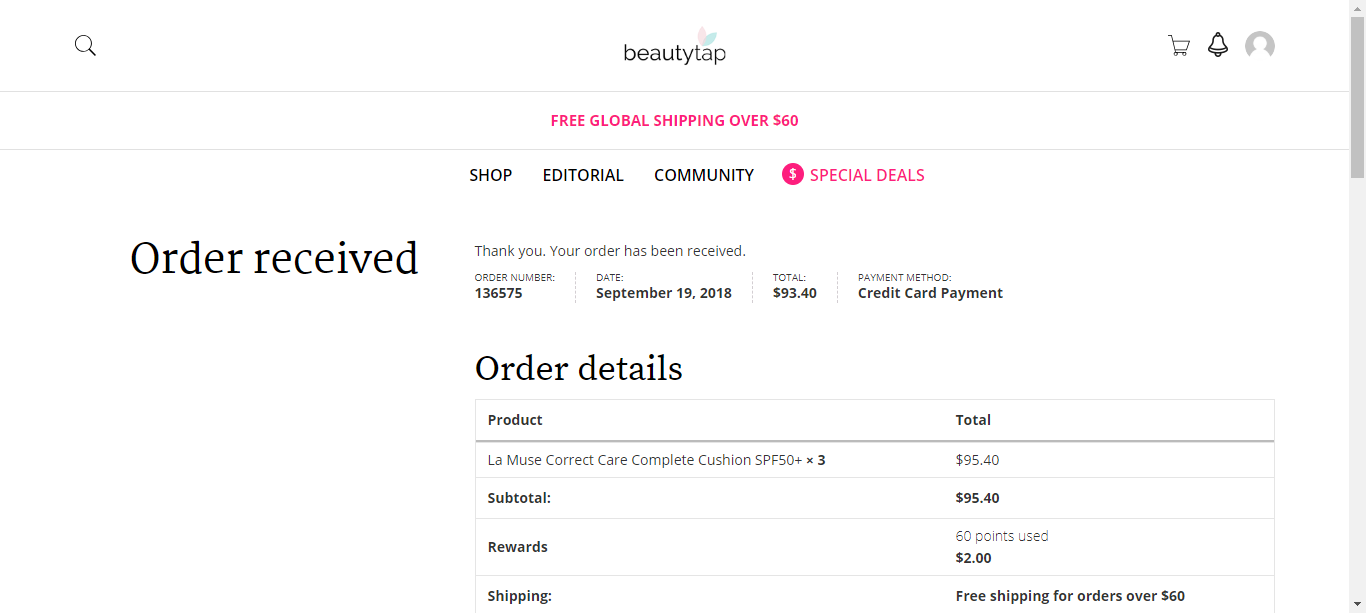 beautytap
FREE GLOBAL SHIPPING OVER $60
SHOP EDITORIAL COMMUNITY $ SPECIAL DEALS
Order received
Thank you. Your order has been received.
ORDER NUMBER: DATE: TOTAL: PAYMENT METHOD:
136575 September 19, 2018 $93.40 Credit Card Payment
Order details
Product Total
La Muse Correct Care Complete Cushion SPF50+ × 3 $95.40
Subtotal: $95.40
Rewards 60 points used
$2.00
Shipping: Free shipping for orders over $60